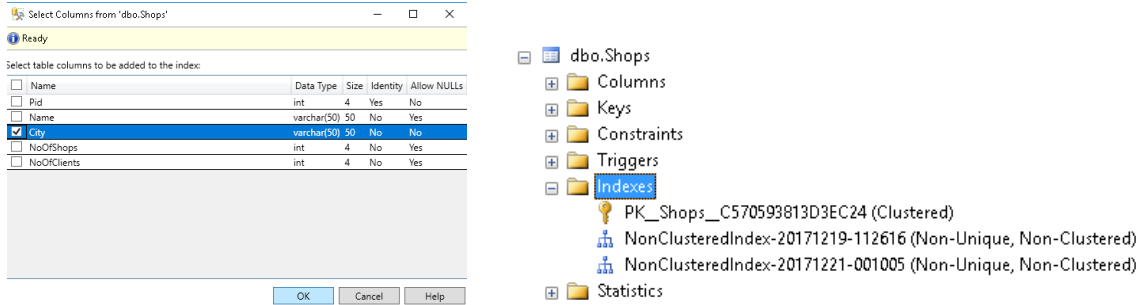 Select Columns from 'dbo.Shops'
Ready
Select table columns to be added to the index:
Name Data Type Size Identity Allow NULLs
Pid int 4 Yes No
Name varchar(50) 50 No Yes
City varchar(50) 50 No No
NoOfShops int 4 No Yes
NoOfClients int 4 No Yes
OK Cancel Help
dbo.Shops
Columns
Keys
Constraints
Triggers
Indexes
PK__Shops__C570593813D3EC24 (Clustered)
NonClusteredIndex-20171219-112616 (Non-Unique, Non-Clustered)
NonClusteredIndex-20171221-001005 (Non-Unique, Non-Clustered)
Statistics